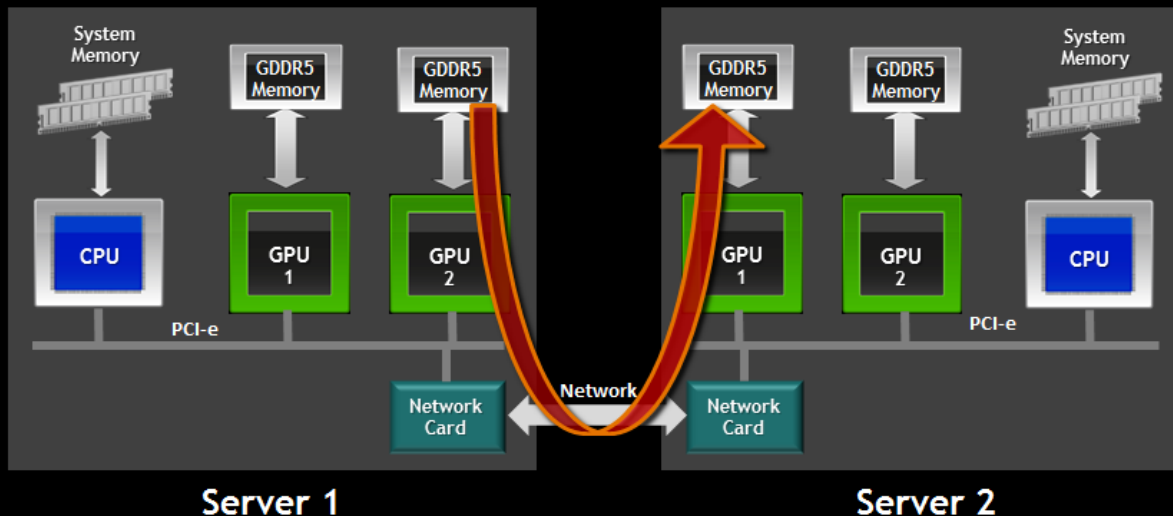 System
Memory
GDDR5
Memory
GDDR5
Memory
CPU
GPU
1
GPU
2
PCI-e
Network
Card
Server 1
Network
GDDR5
Memory
GDDR5
Memory
System
Memory
GPU
1
GPU
2
CPU
PCI-e
Network
Card
Server 2